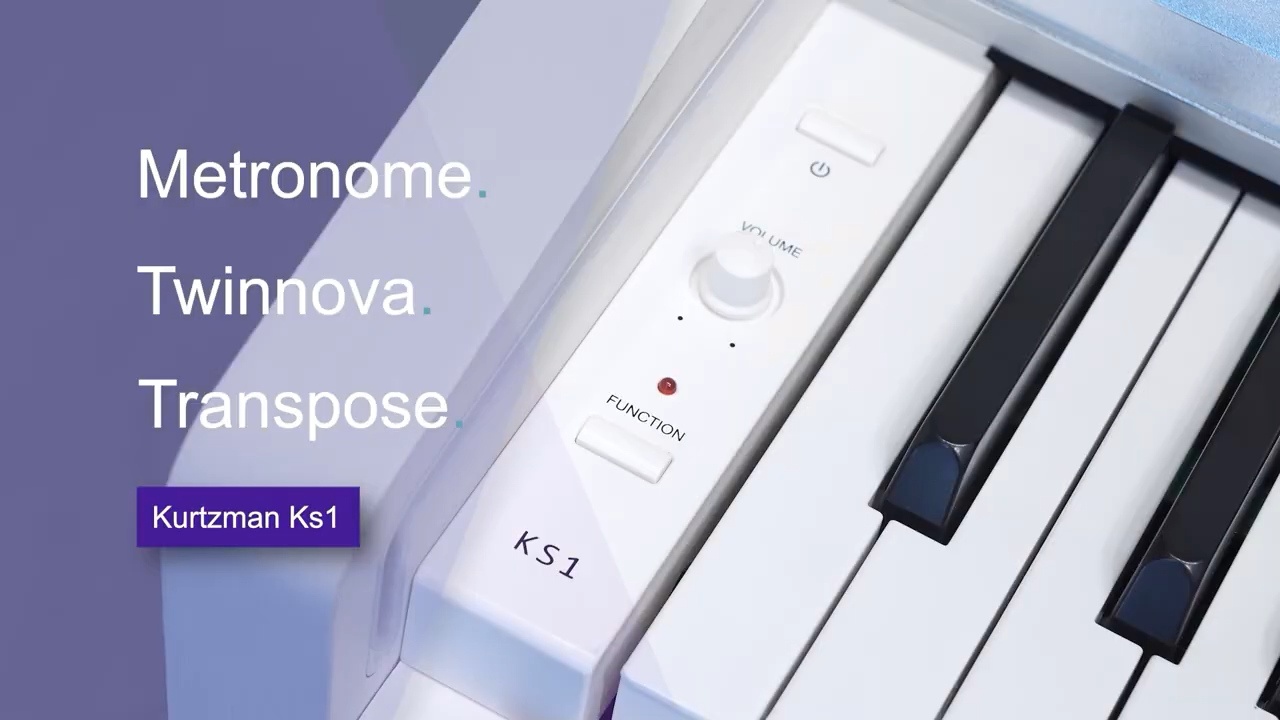 Metronome.
Twinnova.
Transpose.
Kurtzman Ks1
VOLUME
FUNCTION
KS1